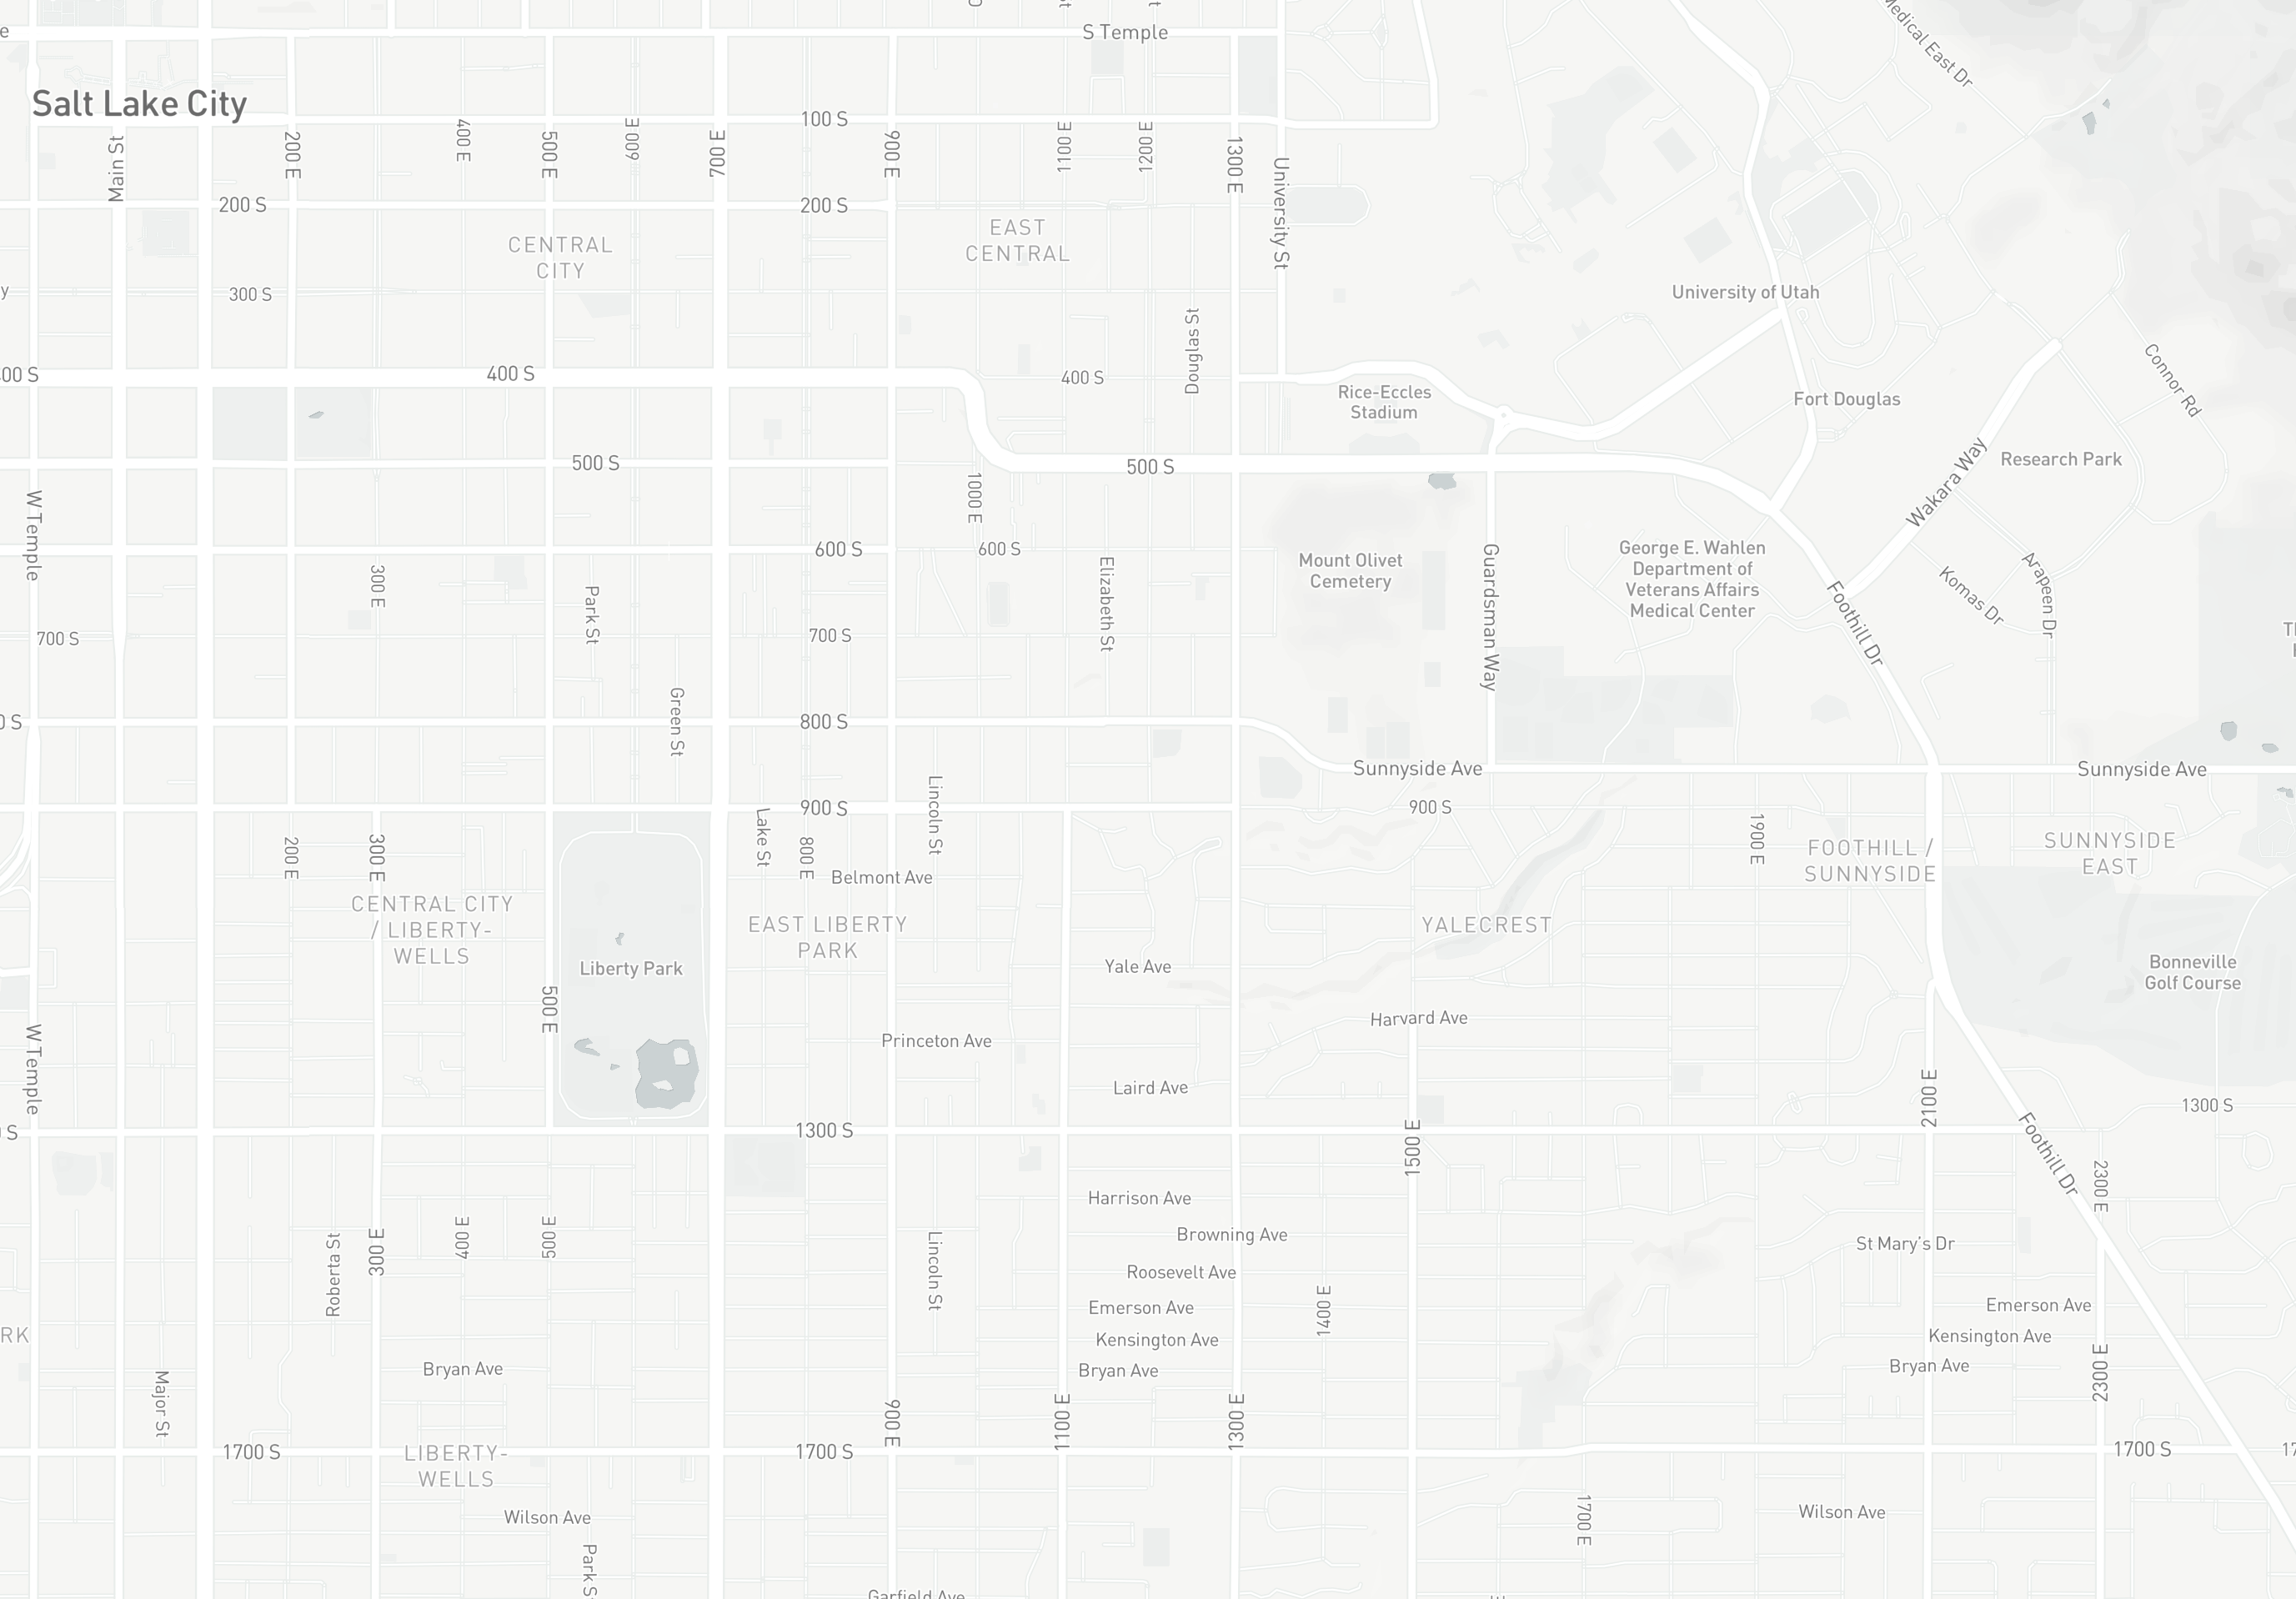 S Temple
Medical East Dr
Salt Lake City
100 S
Main St
200 E
400 E
500 E
600 E
700 E
900 E
1100 E
1200 E
1300 E
University St
200 S
200 S
CENTRAL
CITY
EAST
CENTRAL
300 S
University of Utah
Douglas St
Connor Rd
400 S
400 S
Rice-Eccles
Stadium
Fort Douglas
500 S
500 S
Wakara Way
Research Park
W Temple
1000 E
600 S
600 S
Mount Olivet
Cemetery
Guardsman Way
George E. Wahlen
Department of
Veterans Affairs
Medical Center
Foothill Dr
Komas Dr
Arapeen Dr
300 E
Park St
Elizabeth St
700 S
700 S
Green St
800 S
Sunnyside Ave
Sunnyside Ave
900 S
900 S
Lake St
800 E
Lincoln St
1900 E
200 E
300 E
Belmont Ave
FOOTHILL /
SUNNYSIDE
SUNNYSIDE
EAST
CENTRAL CITY
/ LIBERTY-
WELLS
EAST LIBERTY
PARK
YALECREST
Liberty Park
Yale Ave
Bonneville
Golf Course
500 E
W Temple
Princeton Ave
Harvard Ave
Laird Ave
2100 E
1300 S
1300 S
1500 E
Foothill Dr
2300 E
Harrison Ave
Browning Ave
St Mary's Dr
Roberta St
300 E
400 E
500 E
Lincoln St
Roosevelt Ave
1400 E
Emerson Ave
Emerson Ave
Kensington Ave
Kensington Ave
Bryan Ave
Bryan Ave
Bryan Ave
Major St
900 E
1100 E
1300 E
2300 E
1700 S
LIBERTY-
WELLS
1700 S
1700 S
Wilson Ave
1700 E
Wilson Ave
Park S
Garfield Ave